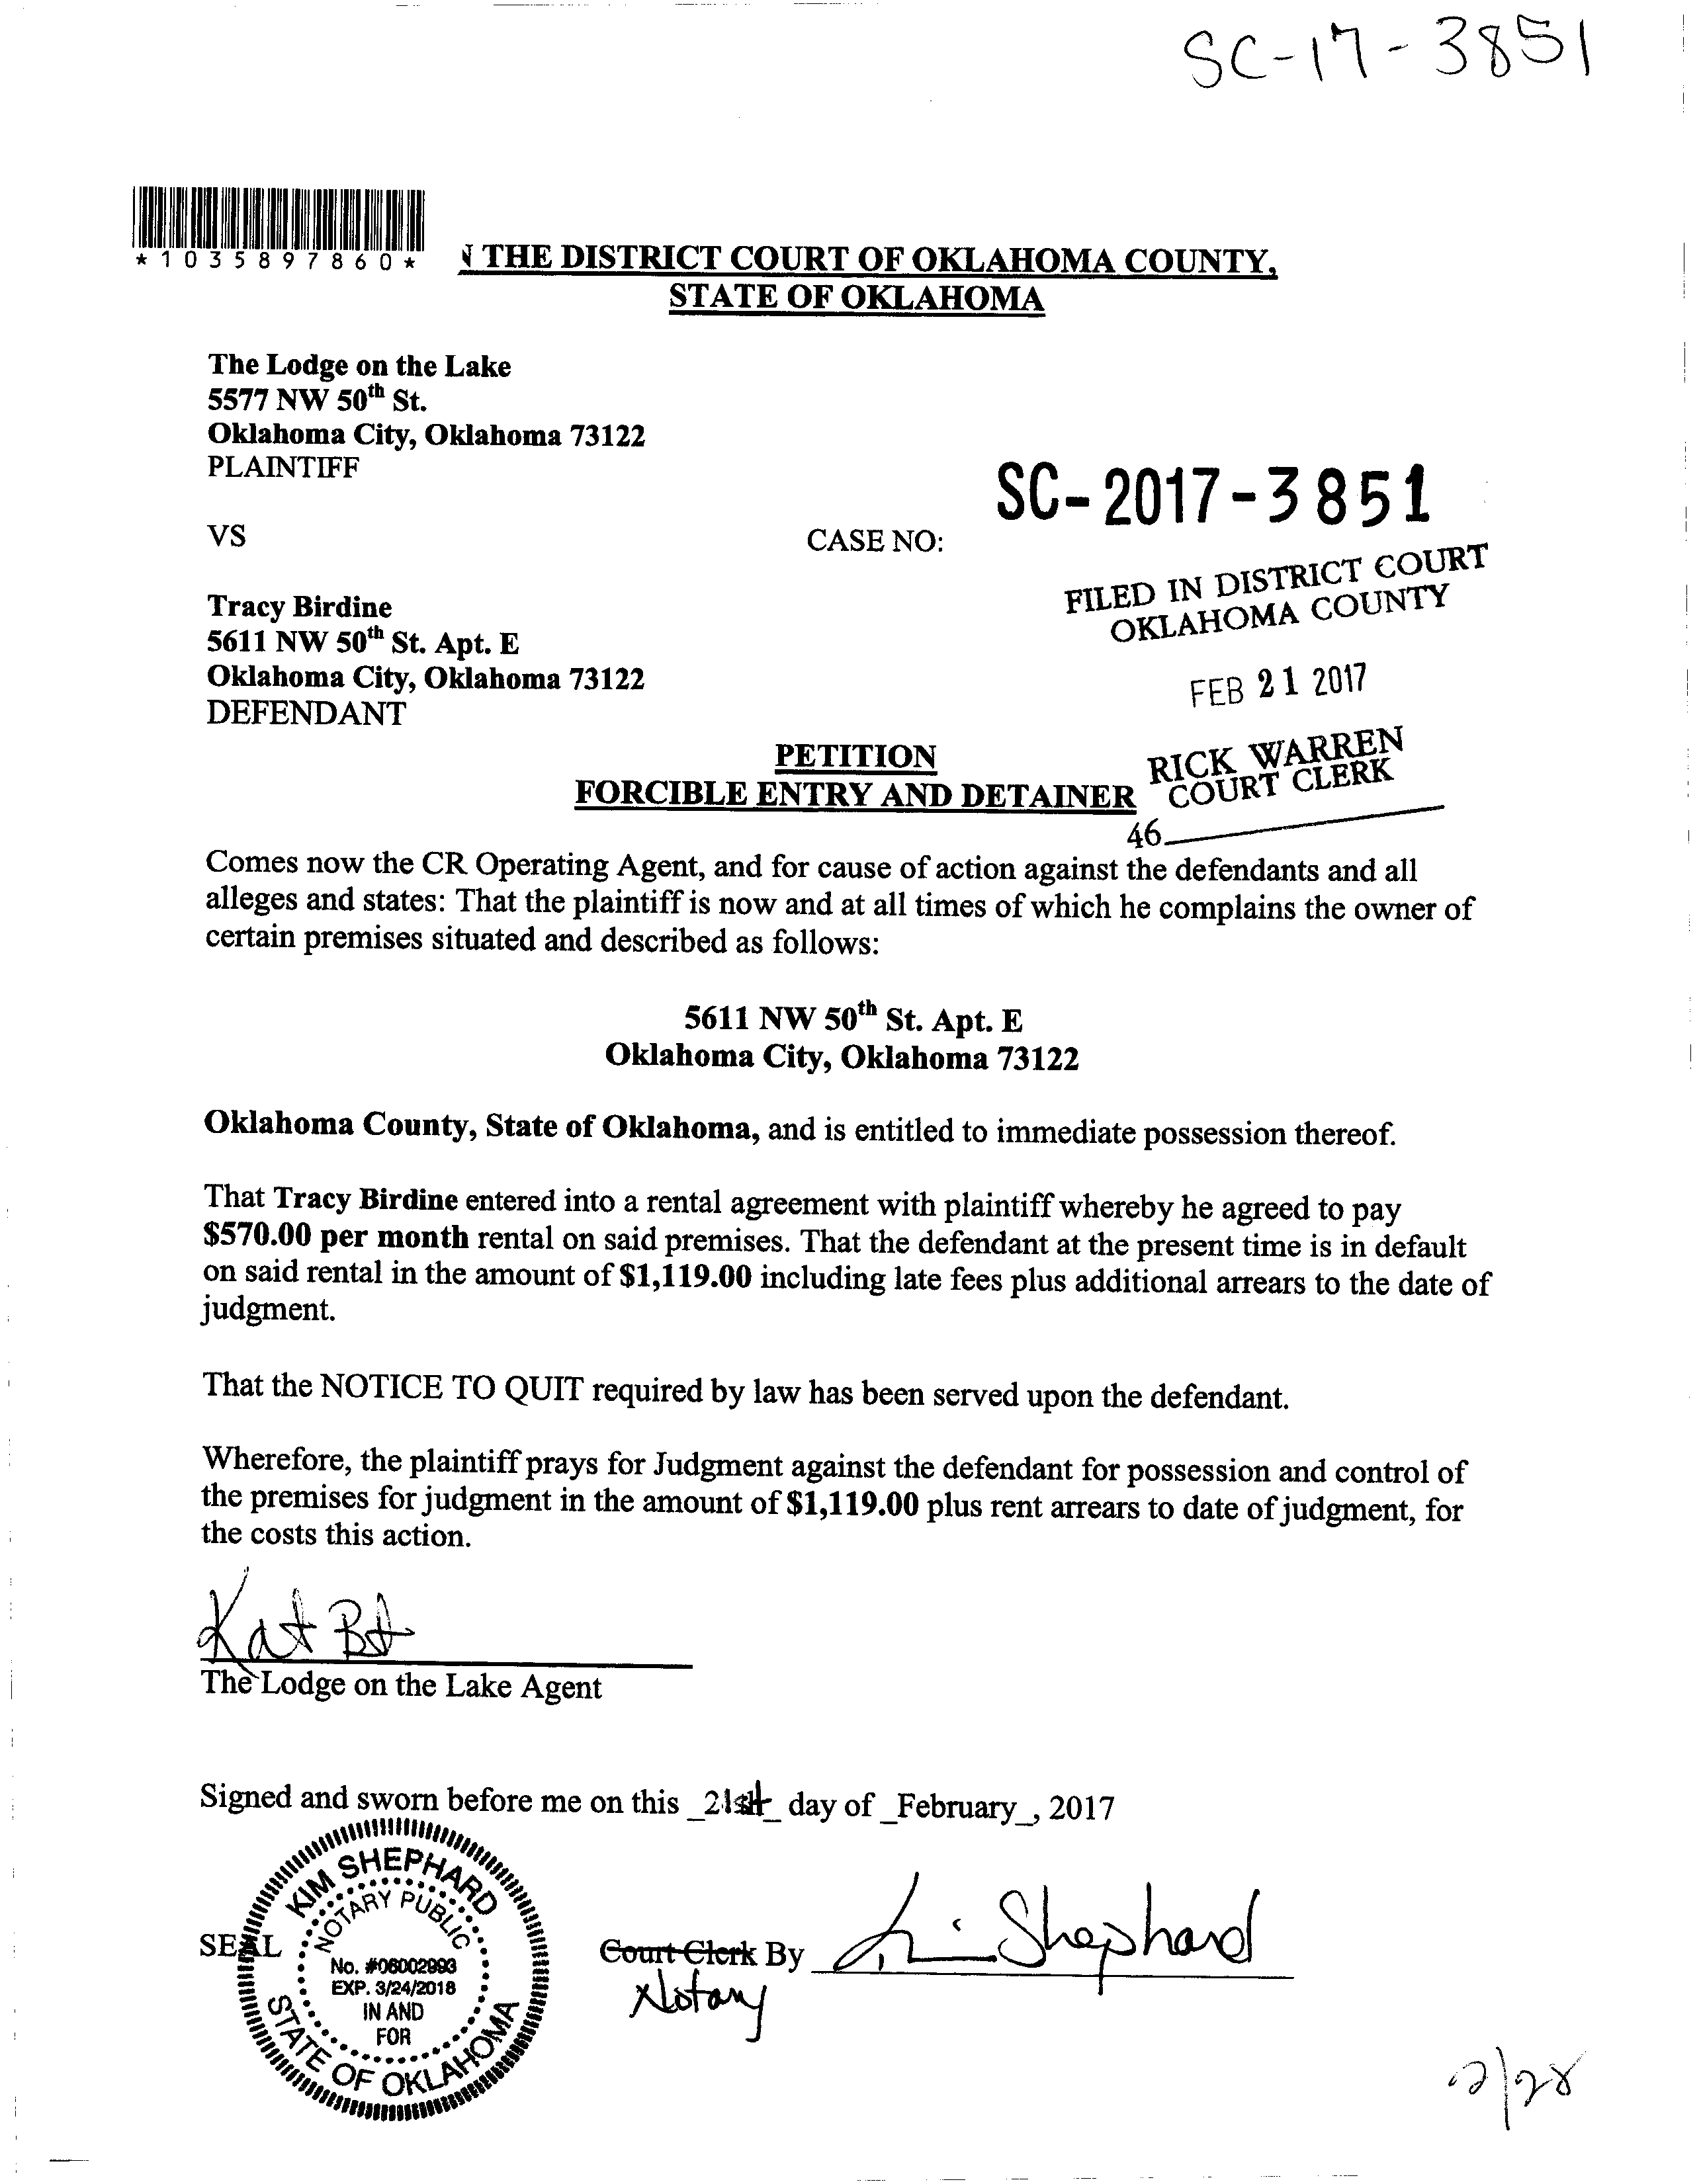 SC-17-3851
*1035897860*
N THE DISTRICT COURT OF OKLAHOMA COUNTY,
STATE OF OKLAHOMA
The Lodge on the Lake
5577 NW 50th St.
Oklahoma City, Oklahoma 73122
PLAINTIFF
SC-2017-3851
VS
CASE NO:
FILED IN DISTRICT COURT
OKLAHOMA COUNTY
Tracy Birdine
5611 NW 50th St. Apt. E
Oklahoma City, Oklahoma 73122
DEFENDANT
FEB 21 2017
RICK WARREN
COURT CLERK
46
PETITION
FORCIBLE ENTRY AND DETAINER
Comes now the CR Operating Agent, and for cause of action against the defendants and all
alleges and states: That the plaintiff is now and at all times of which he complains the owner of
certain premises situated and described as follows:
5611 NW 50th St. Apt. E
Oklahoma City, Oklahoma 73122
Oklahoma County, State of Oklahoma, and is entitled to immediate possession thereof.
That Tracy Birdine entered into a rental agreement with plaintiff whereby he agreed to pay
$570.00 per month rental on said premises. That the defendant at the present time is in default
on said rental in the amount of $1,119.00 including late fees plus additional arrears to the date of
judgment.
That the NOTICE TO QUIT required by law has been served upon the defendant.
Wherefore, the plaintiff prays for Judgment against the defendant for possession and control of
the premises for judgment in the amount of $1,119.00 plus rent arrears to date of judgment, for
the costs this action.
Kat
The Lodge on the Lake Agent
Signed and sworn before me on this _21st_ day of _February_, 2017
KIM SHEPHARD
NOTARY PUBLIC
No. #06002993
EXP. 3/24/2018
IN AND
FOR
STATE OF OKLAHOMA
SEAL
Court Clerk By
Shephard
Notary
2/28